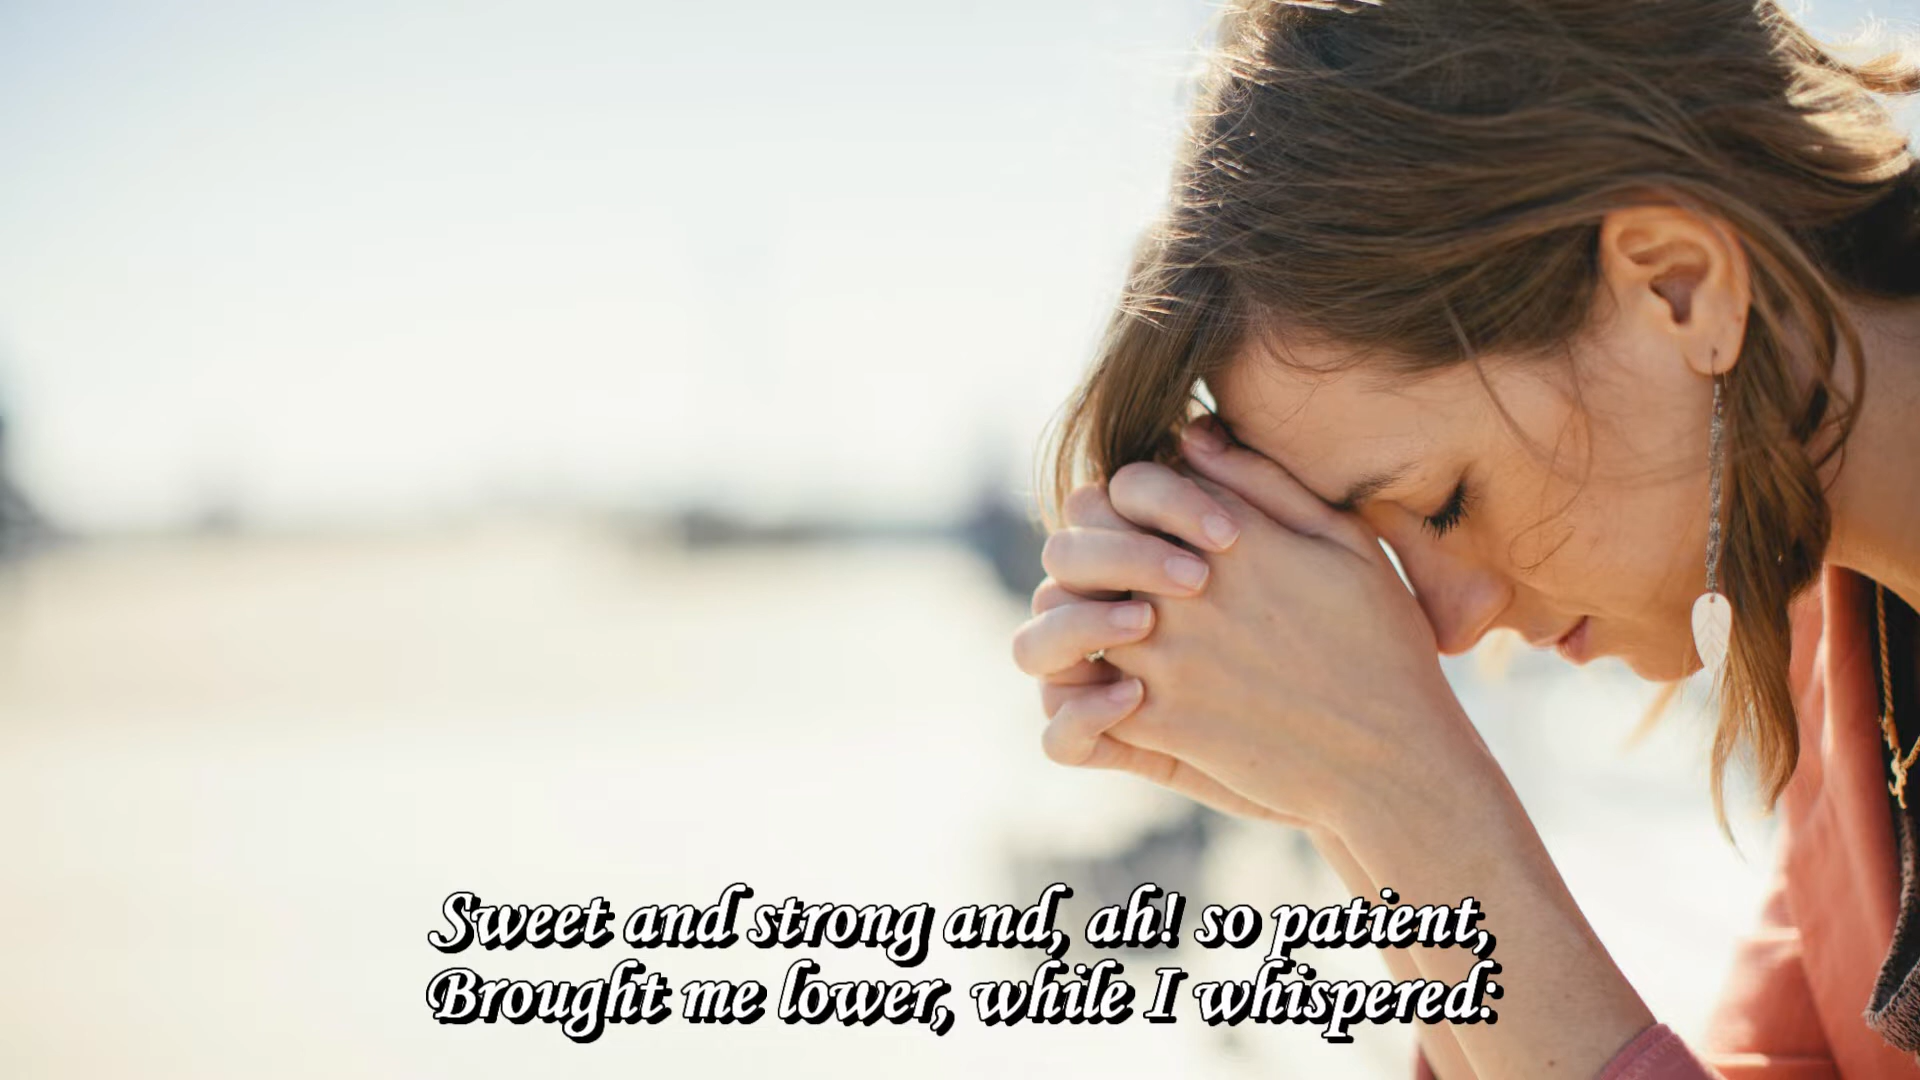 Sweet and strong and, ah! so patient,
Brought me lower, while I whispered: